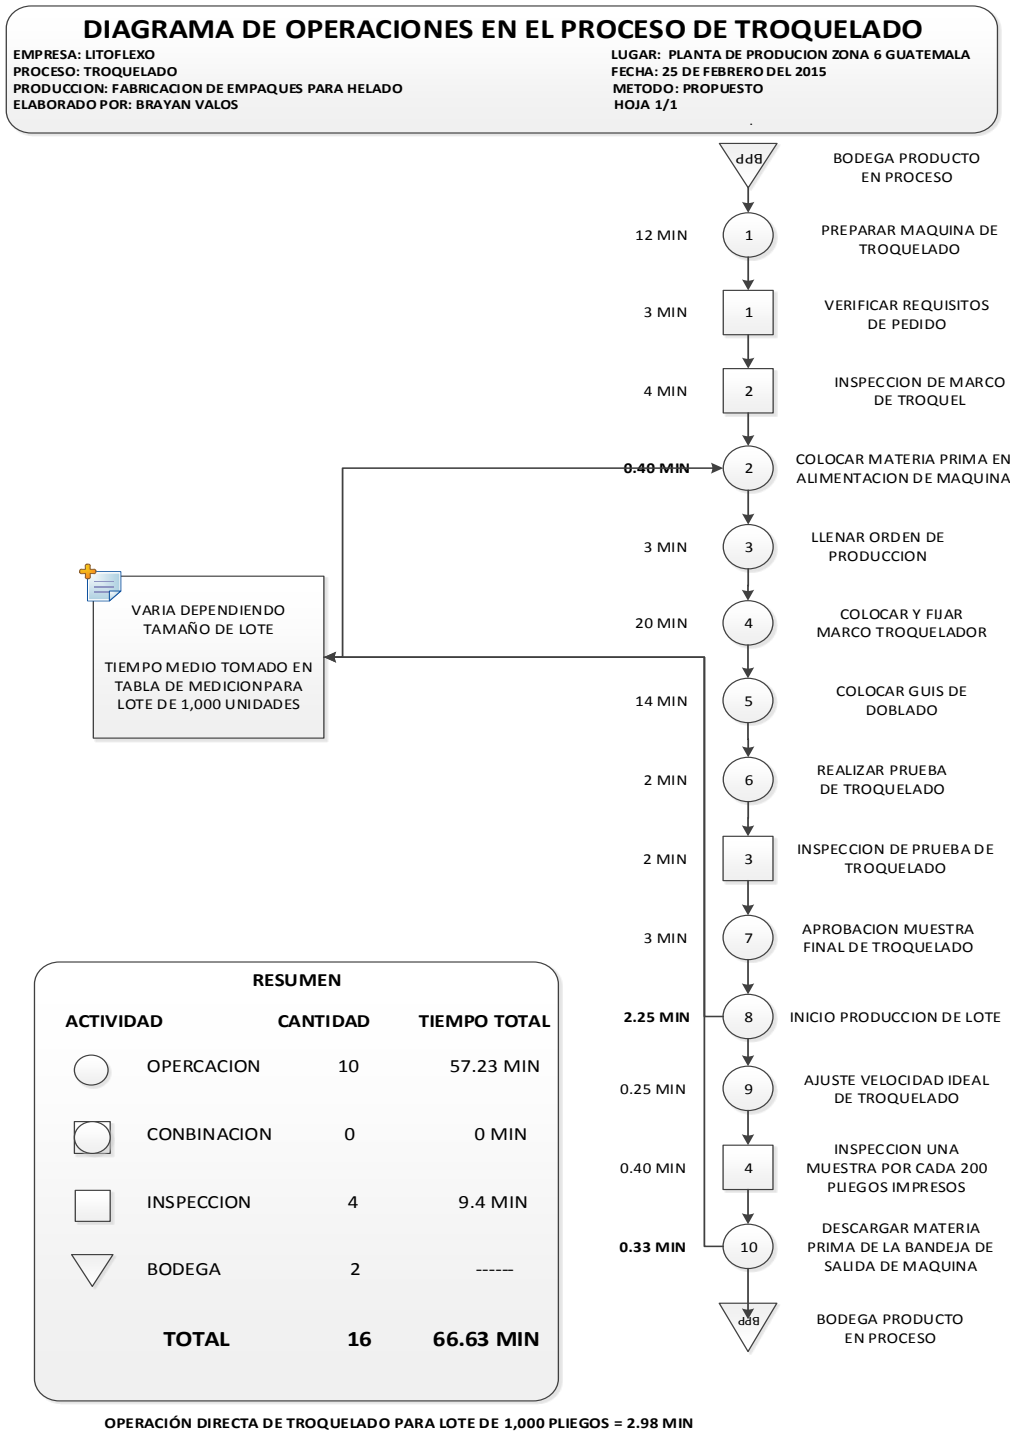 DIAGRAMA DE OPERACIONES EN EL PROCESO DE TROQUELADO
EMPRESA: LITOFLEXO
PROCESO: TROQUELADO
PRODUCCION: FABRICACION DE EMPAQUES PARA HELADO
ELABORADO POR: BRAYAN VALOS
LUGAR: PLANTA DE PRODUCION ZONA 6 GUATEMALA
FECHA: 25 DE FEBRERO DEL 2015
METODO: PROPUESTO
HOJA 1/1
.
BPP
BODEGA PRODUCTO
EN PROCESO
12 MIN
1
PREPARAR MAQUINA DE
TROQUELADO
3 MIN
1
VERIFICAR REQUISITOS
DE PEDIDO
4 MIN
2
INSPECCION DE MARCO
DE TROQUEL
0.40 MIN
2
COLOCAR MATERIA PRIMA EN
ALIMENTACION DE MAQUINA
3 MIN
3
LLENAR ORDEN DE
PRODUCCION
VARIA DEPENDIENDO
TAMAÑO DE LOTE
TIEMPO MEDIO TOMADO EN
TABLA DE MEDICIONPARA
LOTE DE 1,000 UNIDADES
20 MIN
4
COLOCAR Y FIJAR
MARCO TROQUELADOR
14 MIN
5
COLOCAR GUIS DE
DOBLADO
2 MIN
6
REALIZAR PRUEBA
DE TROQUELADO
2 MIN
3
INSPECCION DE PRUEBA DE
TROQUELADO
3 MIN
7
APROBACION MUESTRA
FINAL DE TROQUELADO
2.25 MIN
8
INICIO PRODUCCION DE LOTE
0.25 MIN
9
AJUSTE VELOCIDAD IDEAL
DE TROQUELADO
0.40 MIN
4
INSPECCION UNA
MUESTRA POR CADA 200
PLIEGOS IMPRESOS
0.33 MIN
10
DESCARGAR MATERIA
PRIMA DE LA BANDEJA DE
SALIDA DE MAQUINA
BPP
BODEGA PRODUCTO
EN PROCESO
RESUMEN
ACTIVIDAD CANTIDAD TIEMPO TOTAL
OPERCACION 10 57.23 MIN
CONBINACION 0 0 MIN
INSPECCION 4 9.4 MIN
BODEGA 2 ------
TOTAL 16 66.63 MIN
OPERACIÓN DIRECTA DE TROQUELADO PARA LOTE DE 1,000 PLIEGOS = 2.98 MIN